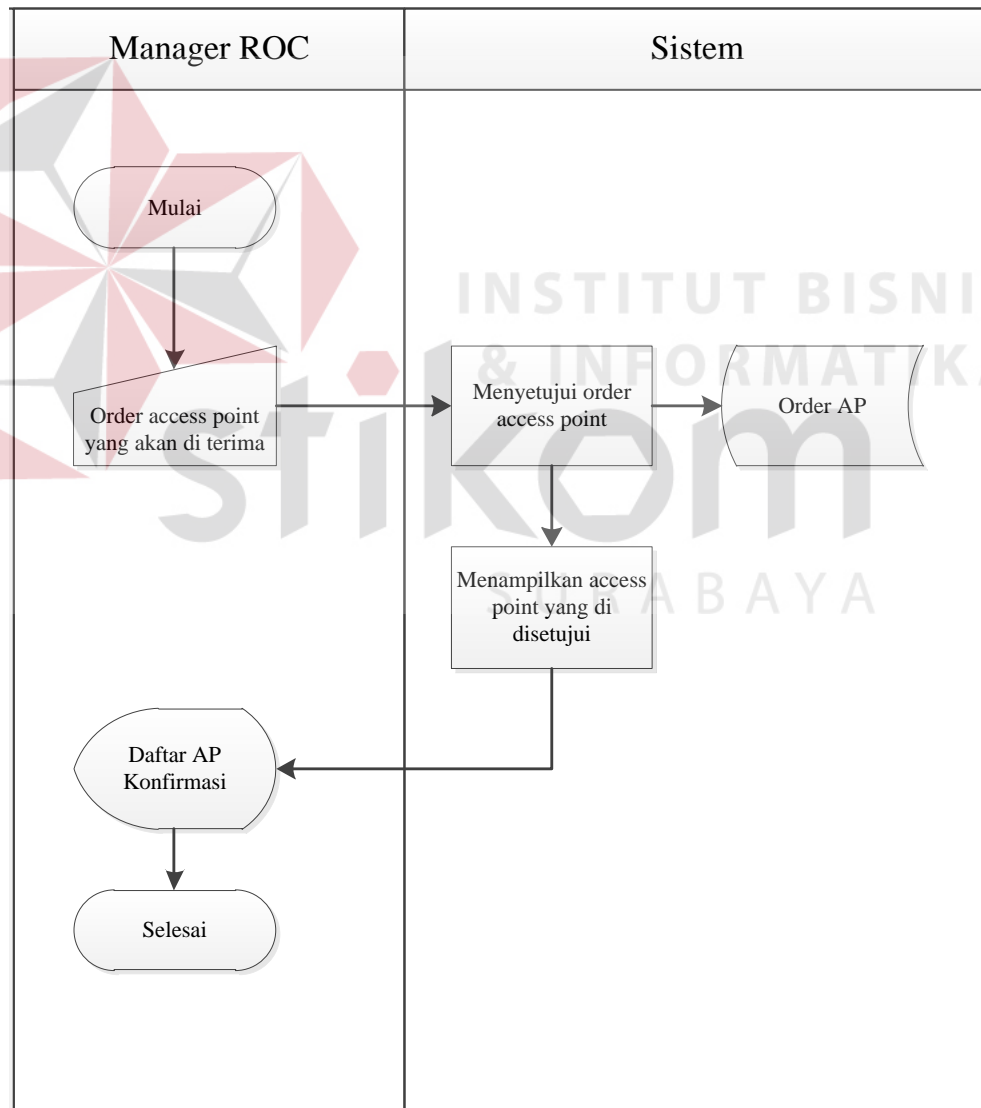 Manager ROC
Sistem
Mulai
INSTITUT BISNI
& INFORMATIKA
Order access point
yang akan di terima
Menyetujui order
access point
Order AP
stikom
Menampilkan access
point yang di
disetujui
SURABAYA
Daftar AP
Konfirmasi
Selesai